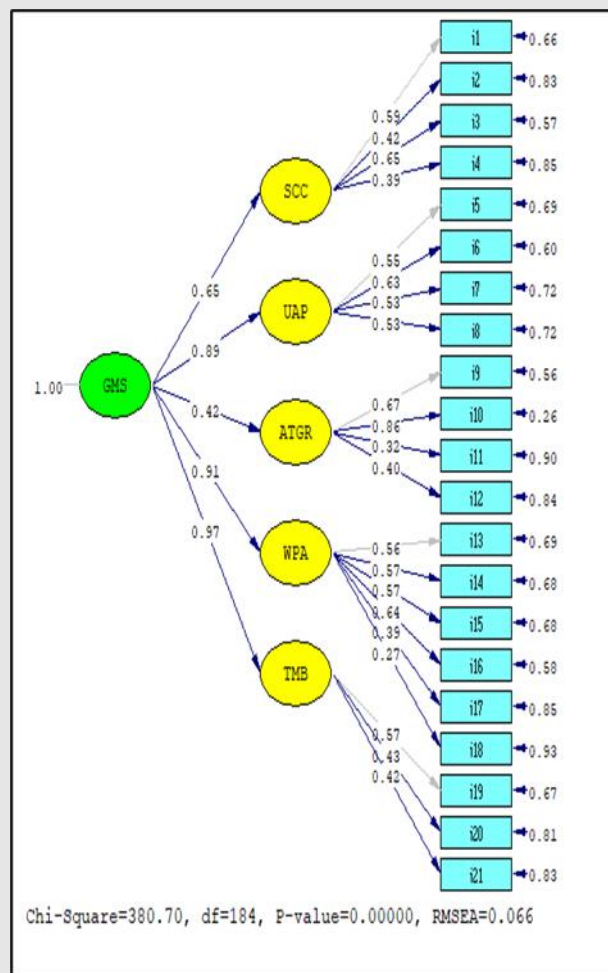 i1 0.66
i2 0.83
0.59
0.42
i3 0.57
0.65
0.39
i4 0.85
SCC
i5 0.69
0.55
i6 0.60
0.63
0.65
0.53
i7 0.72
UAP
0.53
i8 0.72
0.89
i9 0.56
1.00 GMS
0.67
i10 0.26
0.42
0.86
ATGR
0.32
i11 0.90
0.40
0.91
i12 0.84
0.97
0.56
i13 0.69
WPA
0.57
i14 0.68
0.57
0.64
i15 0.68
0.39
0.27
i16 0.58
TMB
i17 0.85
0.57
i18 0.93
0.43
0.42
i19 0.67
i20 0.81
i21 0.83
Chi-Square=380.70, df=184, P-value=0.00000, RMSEA=0.066